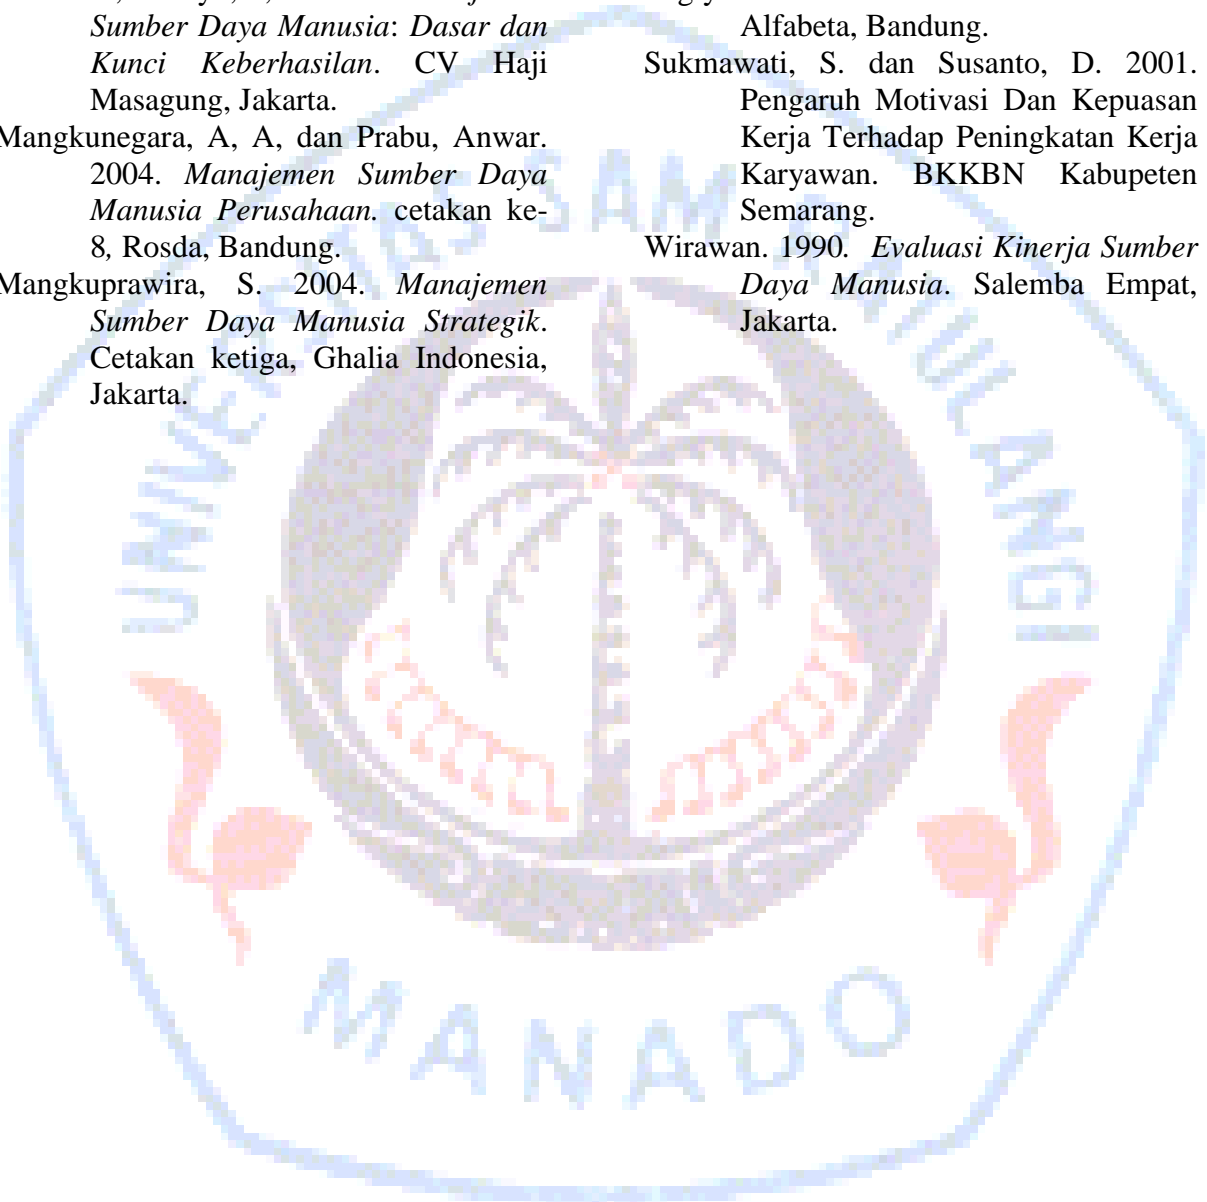 Sumber Daya Manusia: Dasar dan
Kunci Keberhasilan. CV Haji
Masagung, Jakarta.
Mangkunegara, A, A, dan Prabu, Anwar.
2004. Manajemen Sumber Daya
Manusia Perusahaan. cetakan ke-
8, Rosda, Bandung.
Mangkuprawira, S. 2004. Manajemen
Sumber Daya Manusia Strategik.
Cetakan ketiga, Ghalia Indonesia,
Jakarta.
Alfabeta, Bandung.
Sukmawati, S. dan Susanto, D. 2001.
Pengaruh Motivasi Dan Kepuasan
Kerja Terhadap Peningkatan Kerja
Karyawan. BKKBN Kabupeten
Semarang.
Wirawan. 1990. Evaluasi Kinerja Sumber
Daya Manusia. Salemba Empat,
Jakarta.
UNIVERSITAS SAM RATULANGI
MANADO